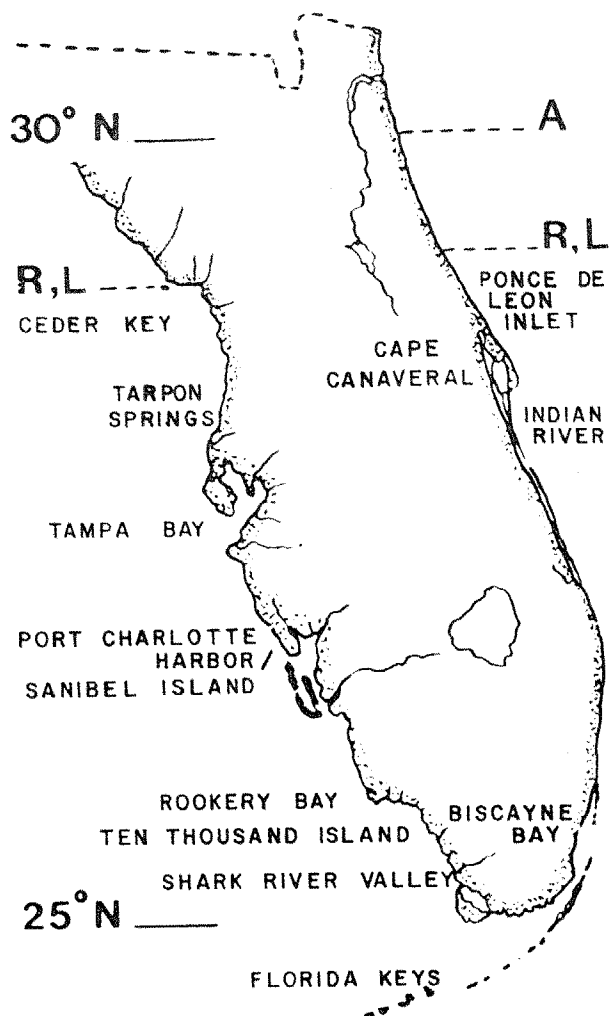 30° N
A
R, L
R, L
PONCE DE
LEON
INLET
CEDER KEY
CAPE
CANAVERAL
TARPON
SPRINGS
INDIAN
RIVER
TAMPA BAY
PORT CHARLOTTE
HARBOR
SANIBEL ISLAND
ROOKERY BAY
BISCAYNE
BAY
TEN THOUSAND ISLAND
SHARK RIVER VALLEY
25° N
FLORIDA KEYS